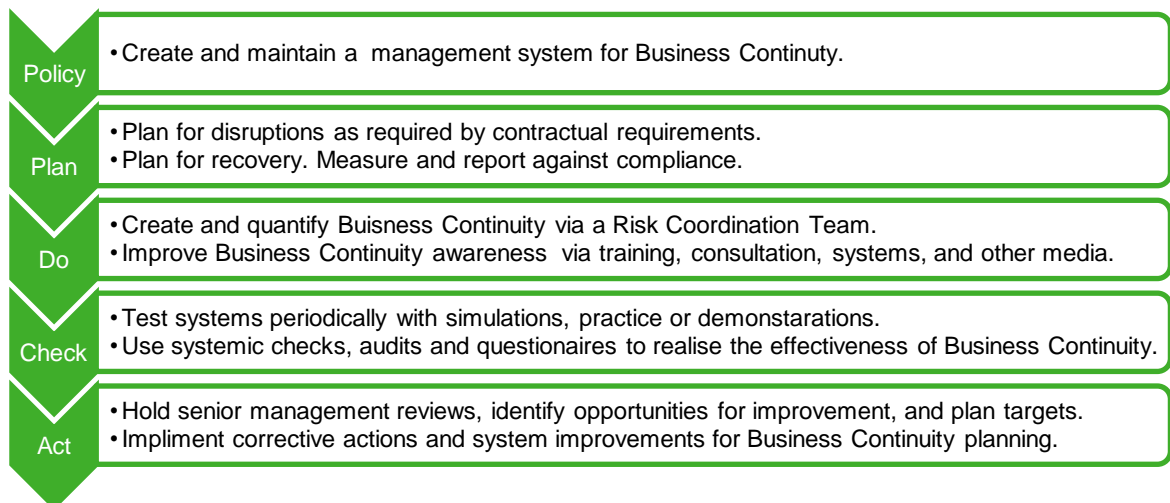 Policy
•Create and maintain a  management system for Business Continuty.
Plan
•Plan for disruptions as required by contractual requirements.
•Plan for recovery. Measure and report against compliance.
Do
•Create and quantify Buisness Continuity via a Risk Coordination Team.
•Improve Business Continuity awareness  via training, consultation, systems, and other media.
Check
•Test systems periodically with simulations, practice or demonstarations.
•Use systemic checks, audits and questionaires to realise the effectiveness of Business Continuity.
Act
•Hold senior management reviews, identify opportunities for improvement, and plan targets.
•Impliment corrective actions and system improvements for Business Continuity planning.